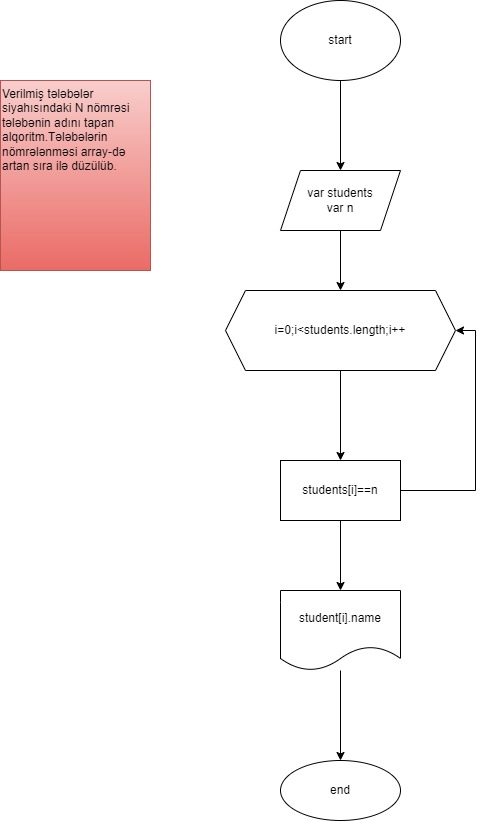 start
Verilmiş tələbələr
siyahısındaki N nömrəsi
tələbənin adını tapan
alqoritm.Tələbələrin
nömrələnməsi array-də
artan sıra ilə düzülüb.
var students
var n
i=0;i<students.length;i++
students[i]==n
student[i].name
end